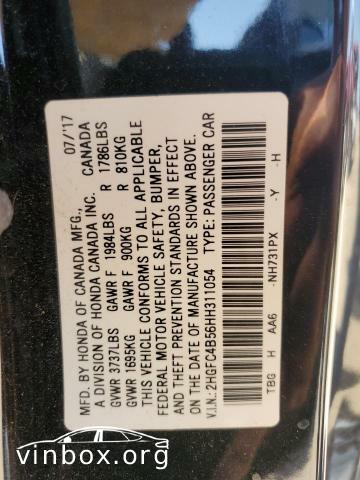 MFD. BY HONDA OF CANADA MFG., 07/'17
A DIVISION OF HONDA CANADA INC. CANADA
GVWR 3737LBS GAWR F 1984LBS R 1786LBS
GVWR 1695KG GAWR F 900KG R 810KG
THIS VEHICLE CONFORMS TO ALL APPLICABLE
FEDERAL MOTOR VEHICLE SAFETY, BUMPER,
AND THEFT PREVENTION STANDARDS IN EFFECT
ON THE DATE OF MANUFACTURE SHOWN ABOVE.
V.I.N.: 2HGFC4B56HH311054 TYPE: PASSENGER CAR
TBG H AA6 -NH731PX -Y -H
vinbox.org